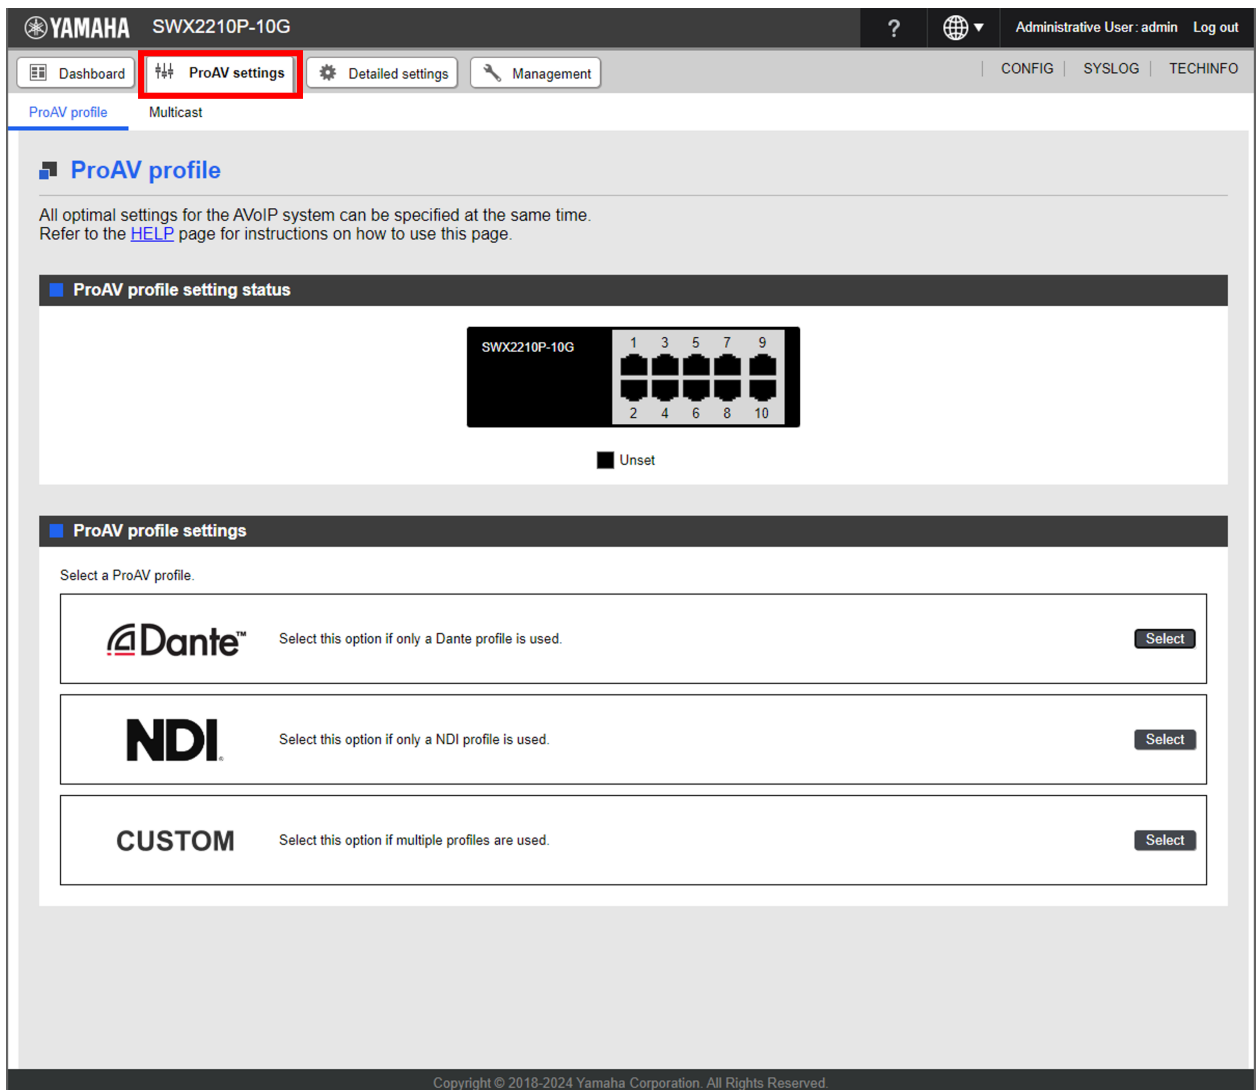 YAMAHA SWX2210P-10G ? Administrative User : admin Log out
Dashboard ProAV settings Detailed settings Management CONFIG SYSLOG TECHINFO
ProAV profile Multicast
ProAV profile
All optimal settings for the AVoIP system can be specified at the same time.
Refer to the HELP page for instructions on how to use this page.
ProAV profile setting status
SWX2210P-10G
1 3 5 7 9
2 4 6 8 10
Unset
ProAV profile settings
Select a ProAV profile.
Dante™ Select this option if only a Dante profile is used. Select
NDI® Select this option if only a NDI profile is used. Select
CUSTOM Select this option if multiple profiles are used. Select
Copyright © 2018-2024 Yamaha Corporation. All Rights Reserved.